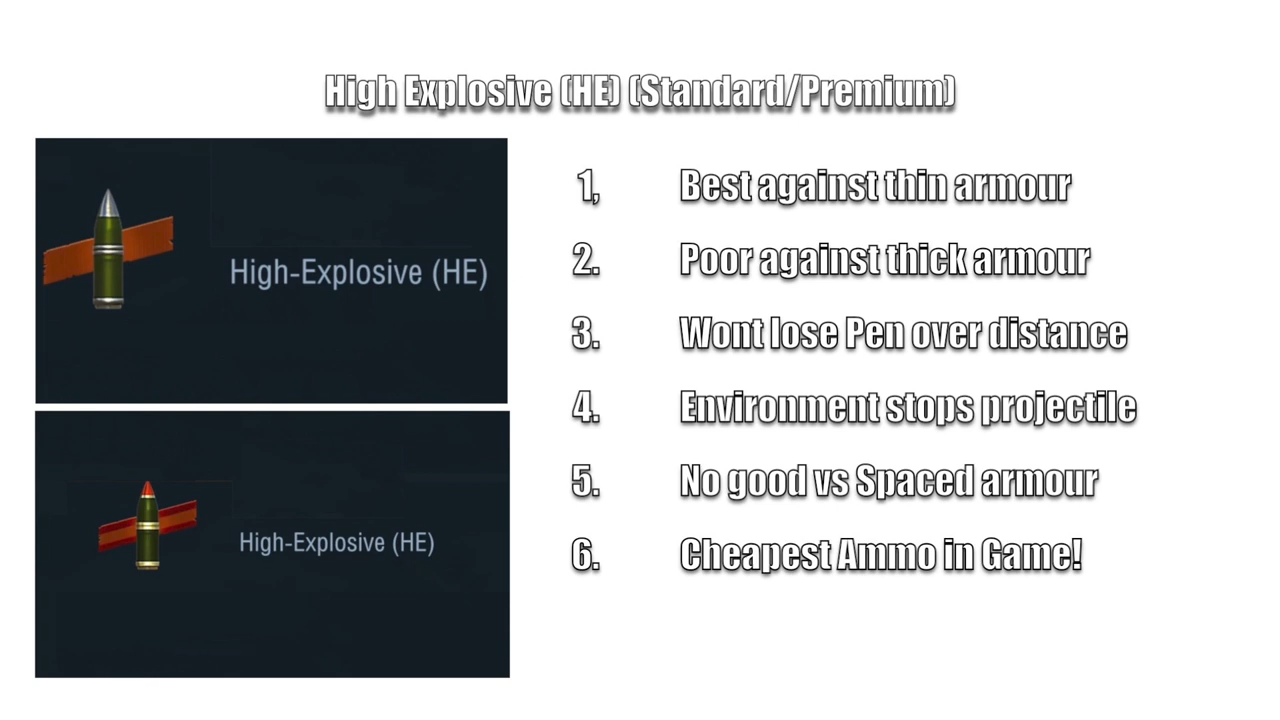 High Explosive (HE) (Standard/Premium)
High-Explosive (HE)
High-Explosive (HE)
1, Best against thin armour
2. Poor against thick armour
3. Wont lose Pen over distance
4. Environment stops projectile
5. No good vs Spaced armour
6. Cheapest Ammo in Game!